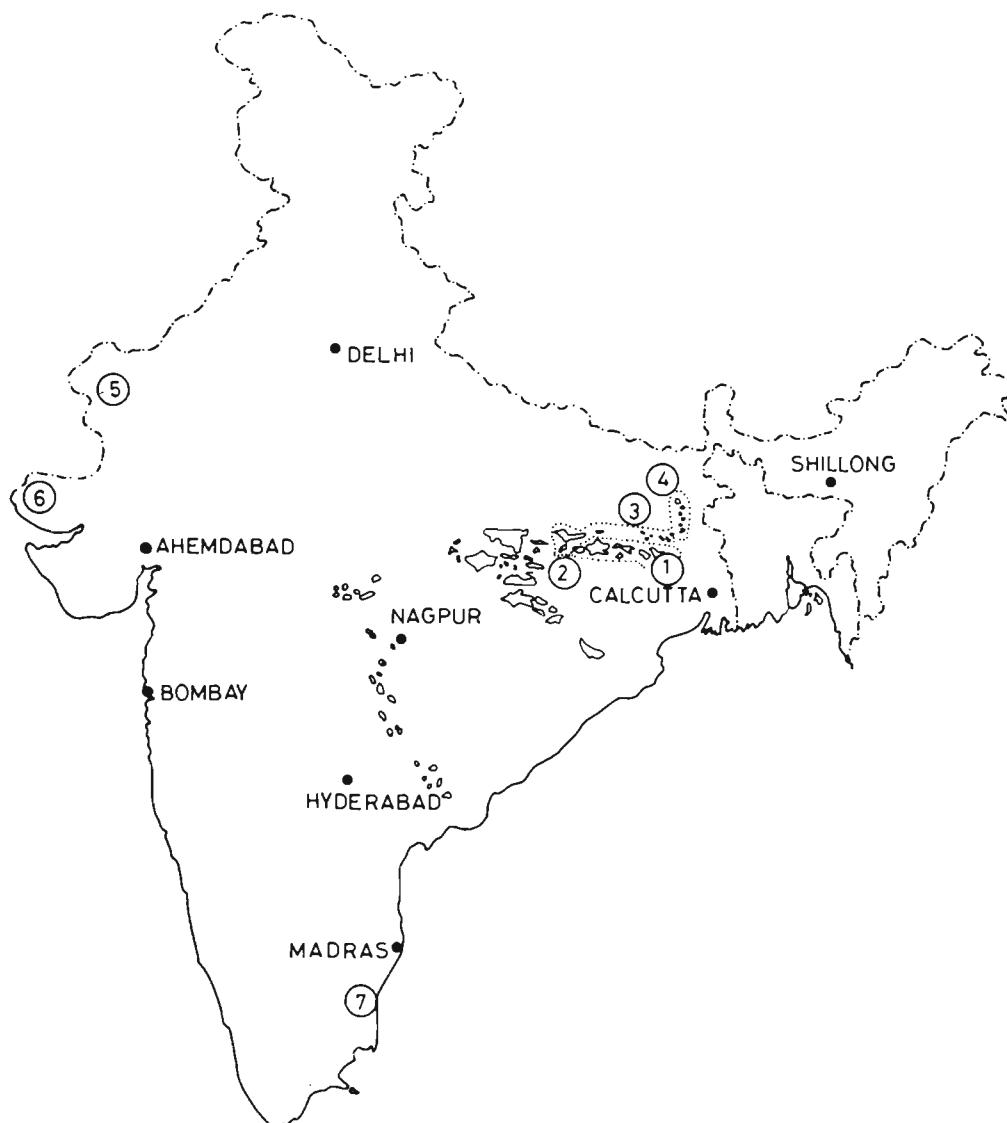 DELHI
5
SHILLONG
4
6
3
AHEMDABAD
2
1
CALCUTTA
NAGPUR
BOMBAY
HYDERABAD
MADRAS
7